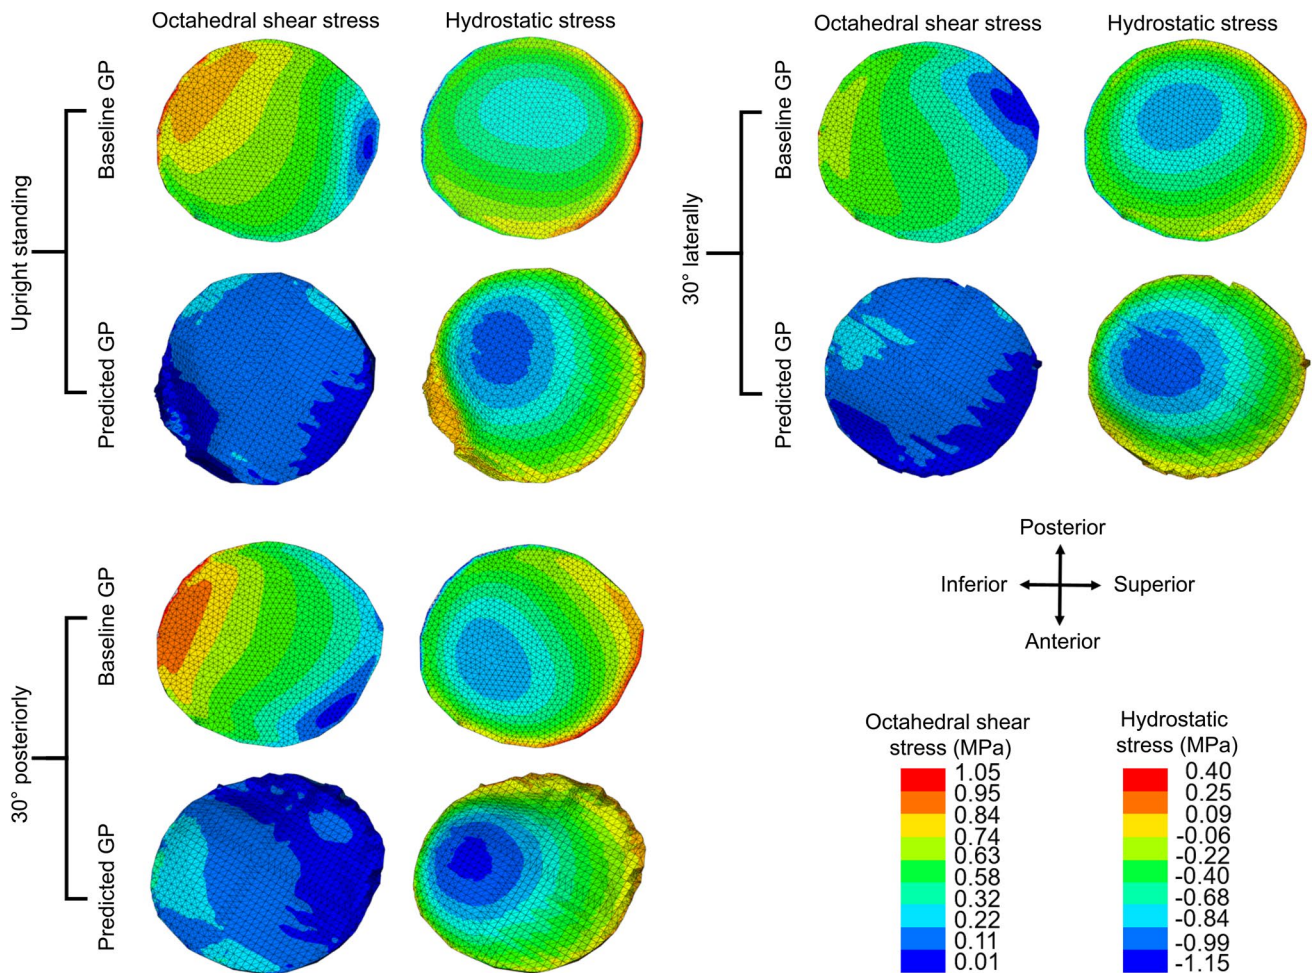 Octahedral shear stress
Hydrostatic stress
Upright standing
Baseline GP
Predicted GP
Octahedral shear stress
Hydrostatic stress
30° laterally
Baseline GP
Predicted GP
30° posteriorly
Baseline GP
Predicted GP
Posterior
Inferior
Superior
Anterior
Octahedral shear
stress (MPa)
1.05
0.95
0.84
0.74
0.63
0.58
0.32
0.22
0.11
0.01
Hydrostatic
stress (MPa)
0.40
0.25
0.09
-0.06
-0.22
-0.40
-0.68
-0.84
-0.99
-1.15